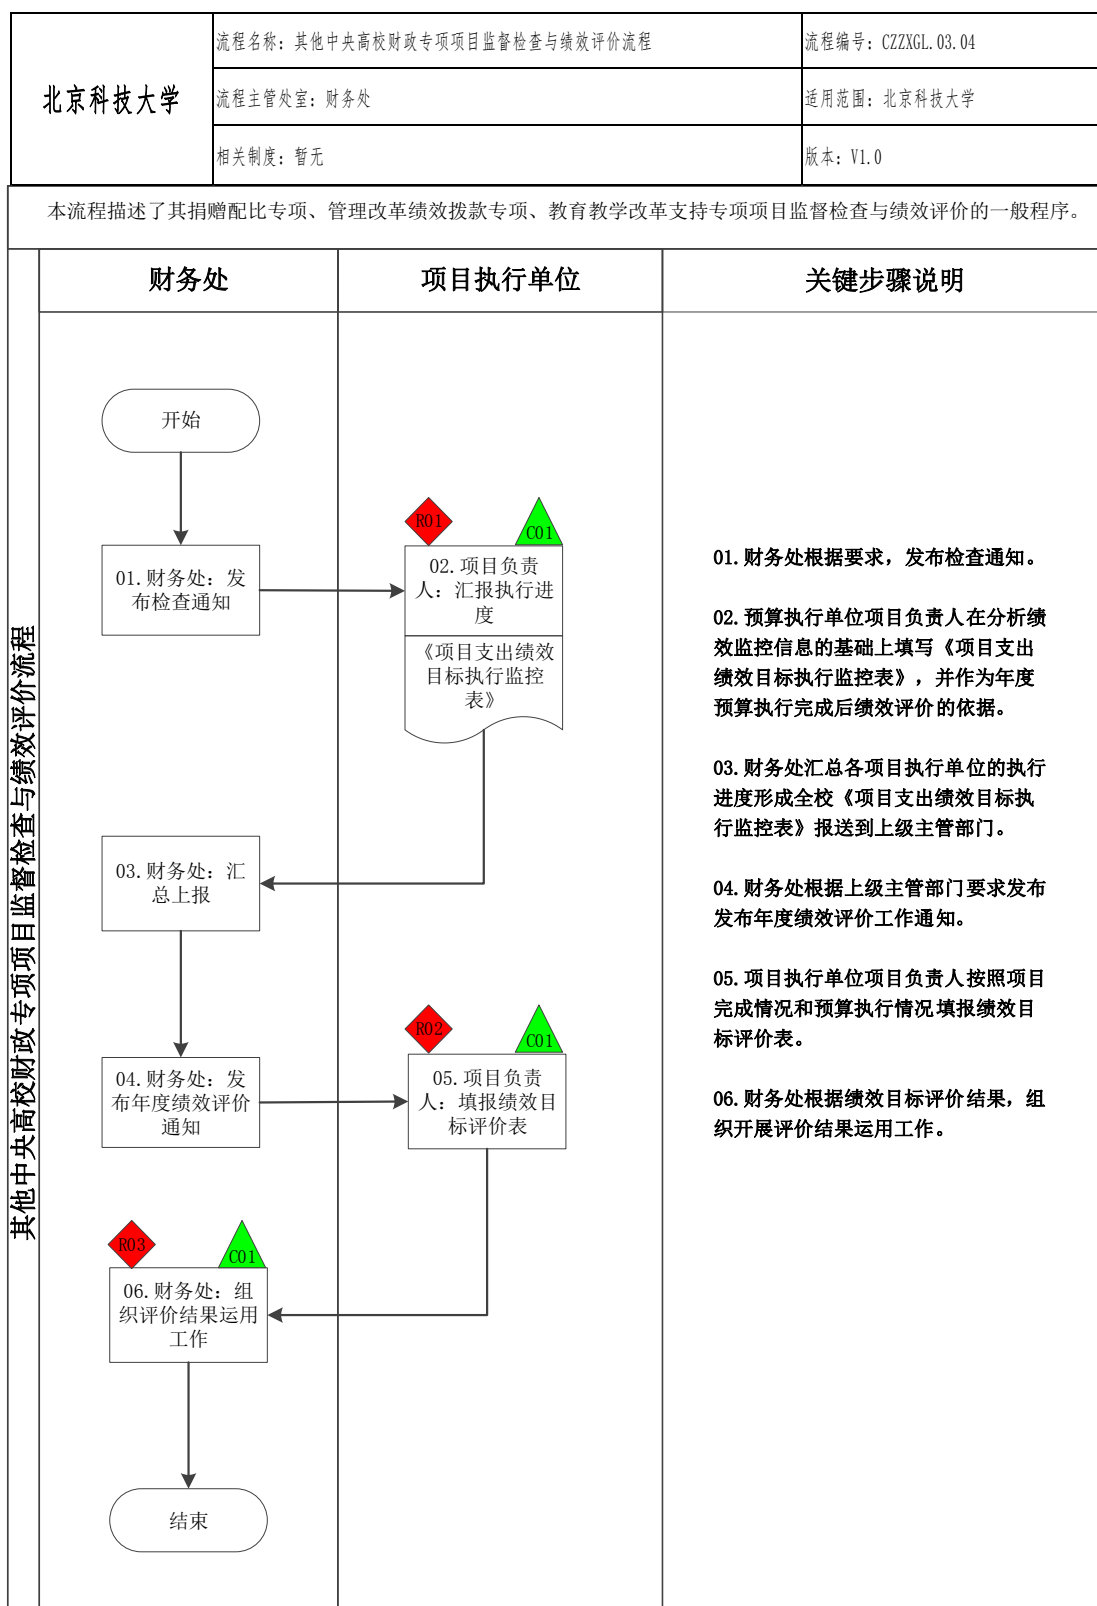 北京科技大学
流程名称：其他中央高校财政专项项目监督检查与绩效评价流程
流程编号：CZZXGL.03.04
流程主管处室：财务处
适用范围：北京科技大学
相关制度：暂无
版本：V1.0
本流程描述了其捐赠配比专项、管理改革绩效拨款专项、教育教学改革支持专项项目监督检查与绩效评价的一般程序。
其他中央高校财政专项项目监督检查与绩效评价流程
财务处
项目执行单位
关键步骤说明
开始
01.财务处：发
布检查通知
R01
C01
02.项目负责
人：汇报执行进
度
《项目支出绩效
目标执行监控
表》
03.财务处：汇
总上报
04.财务处：发
布年度绩效评价
通知
R02
C01
05.项目负责
人：填报绩效目
标评价表
R03
C01
06.财务处：组
织评价结果运用
工作
结束
01.财务处根据要求，发布检查通知。
02.预算执行单位项目负责人在分析绩
效监控信息的基础上填写《项目支出
绩效目标执行监控表》，并作为年度
预算执行完成后绩效评价的依据。
03.财务处汇总各项目执行单位的执行
进度形成全校《项目支出绩效目标执
行监控表》报送到上级主管部门。
04.财务处根据上级主管部门要求发布
发布年度绩效评价工作通知。
05.项目执行单位项目负责人按照项目
完成情况和预算执行情况填报绩效目
标评价表。
06.财务处根据绩效目标评价结果，组
织开展评价结果运用工作。